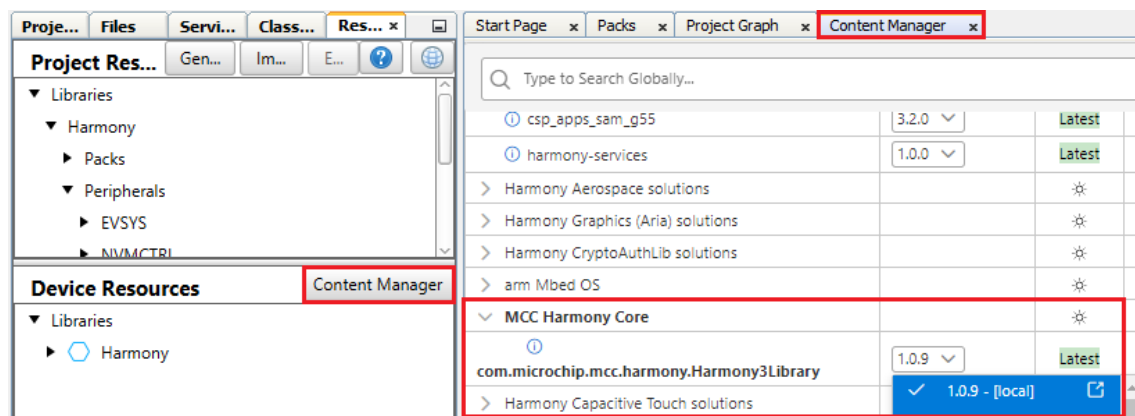 Proje... Files Servi... Class... Res... x
Project Res... Gen... Im... E... ?
Libraries
Harmony
Packs
Peripherals
EVSYS
NVMCTRL
Device Resources Content Manager
Libraries
Harmony
Start Page x Packs x Project Graph x Content Manager x
Type to Search Globally...
csp_apps_sam_g55 3.2.0 Latest
harmony-services 1.0.0 Latest
Harmony Aerospace solutions
Harmony Graphics (Aria) solutions
Harmony CryptoAuthLib solutions
arm Mbed OS
MCC Harmony Core
com.microchip.mcc.harmony.Harmony3Library 1.0.9 Latest
1.0.9 - [local]
Harmony Capacitive Touch solutions